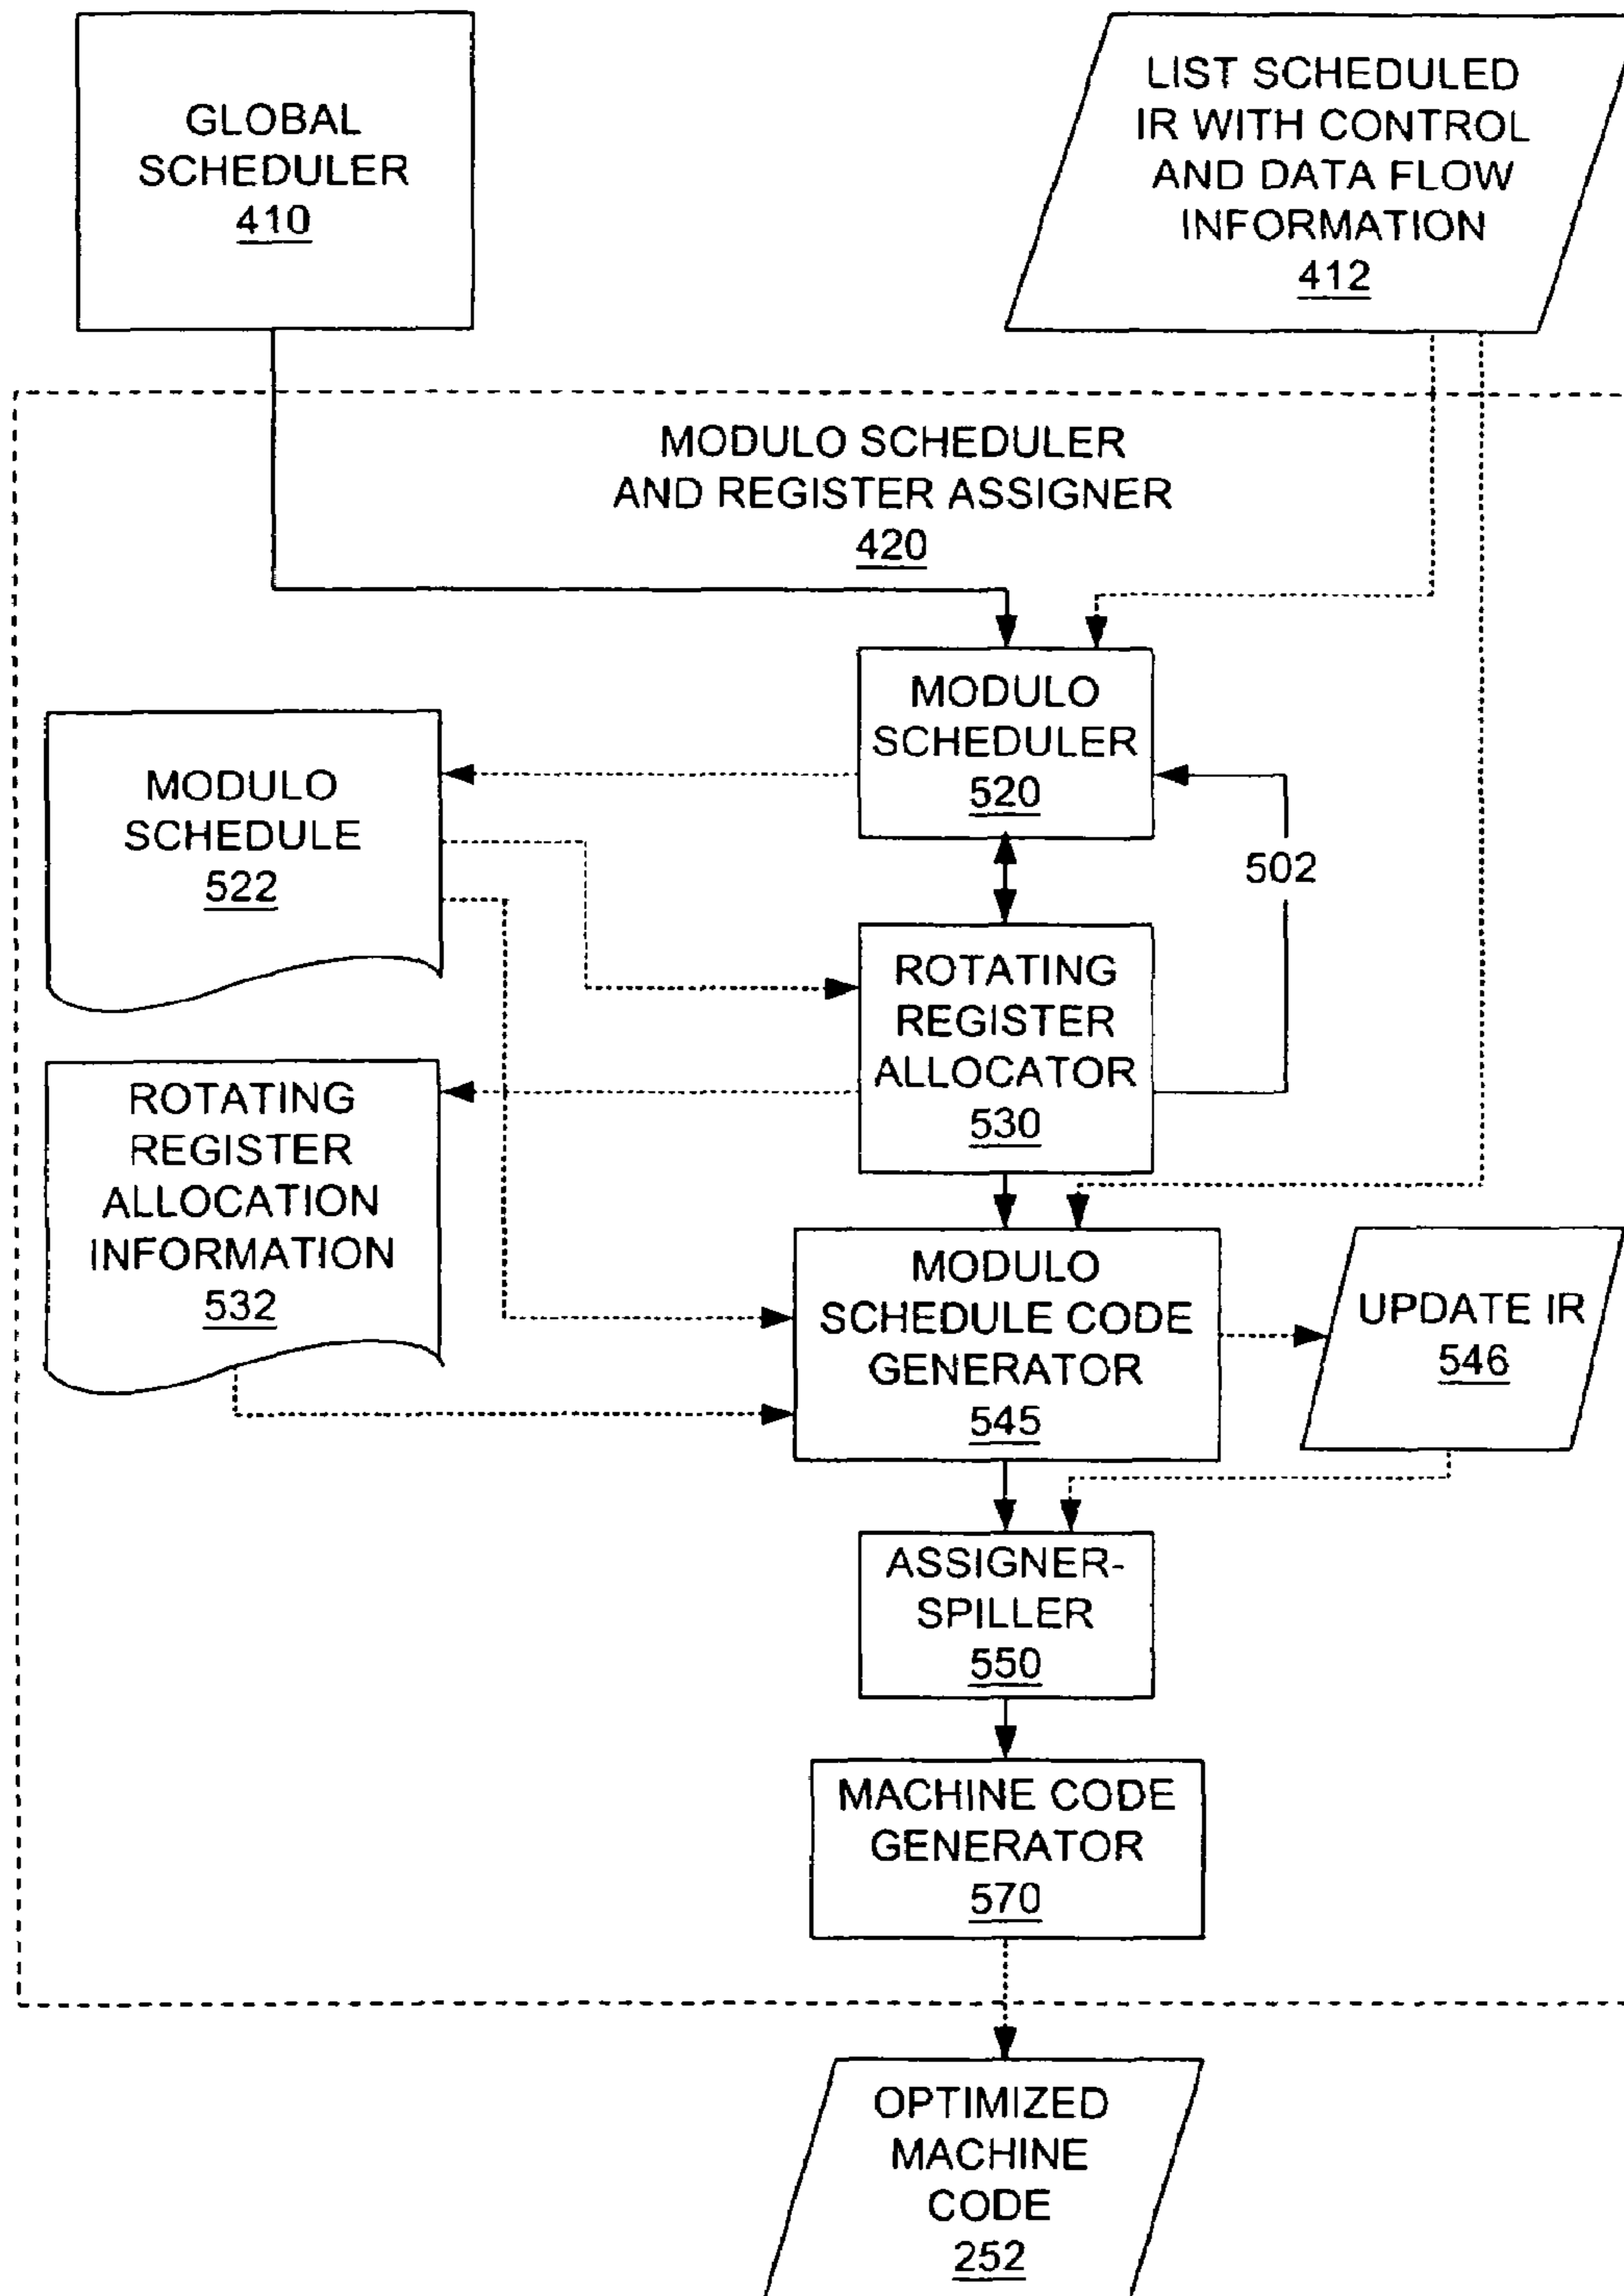 GLOBAL
SCHEDULER
410
LIST SCHEDULED
IR WITH CONTROL
AND DATA FLOW
INFORMATION
412
MODULO SCHEDULER
AND REGISTER ASSIGNER
420
MODULO
SCHEDULER
520
MODULO
SCHEDULE
522
502
ROTATING
REGISTER
ALLOCATOR
530
ROTATING
REGISTER
ALLOCATION
INFORMATION
532
MODULO
SCHEDULE CODE
GENERATOR
545
UPDATE IR
546
ASSIGNER-
SPILLER
550
MACHINE CODE
GENERATOR
570
OPTIMIZED
MACHINE
CODE
252